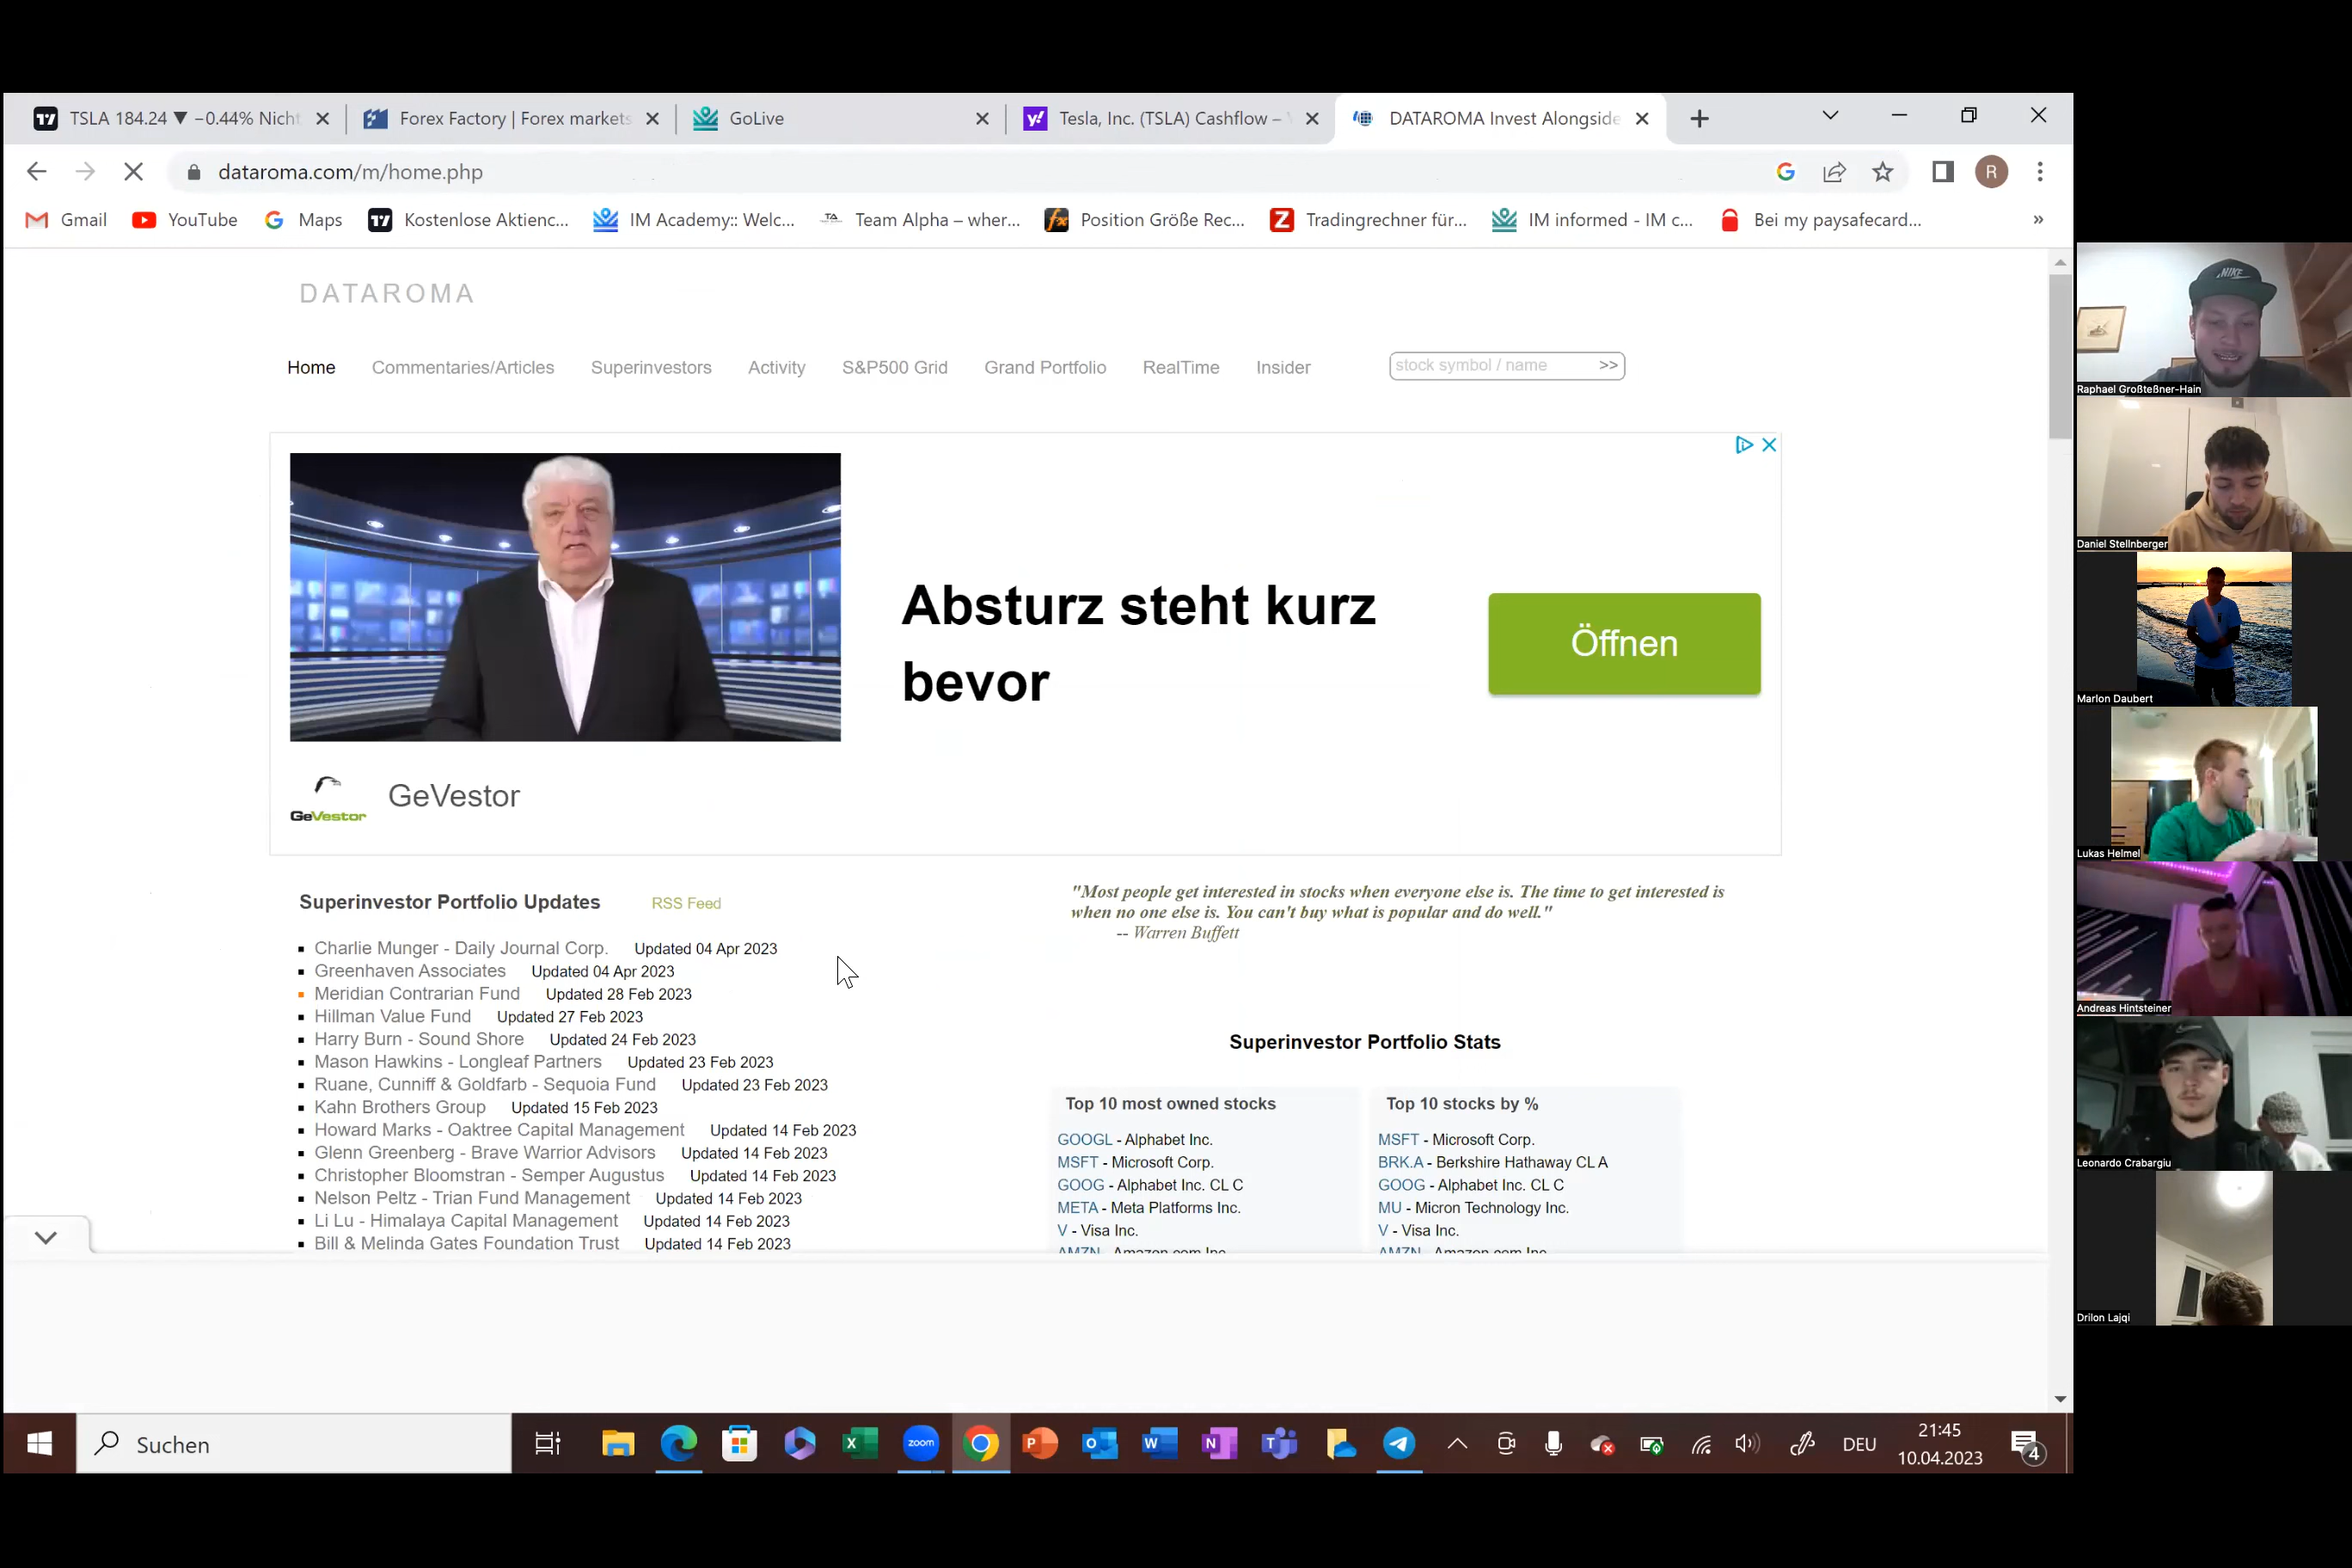 TSLA 184.24 ▼ −0.44% Nicht
Forex Factory | Forex markets
GoLive
Tesla, Inc. (TSLA) Cashflow –
DATAROMA Invest Alongside
dataroma.com/m/home.php
R
Gmail
YouTube
Maps
Kostenlose Aktienc...
IM Academy:: Welc...
Team Alpha – wher...
Position Größe Rec...
Tradingrechner für...
IM informed - IM c...
Bei my paysafecard...
»
DATAROMA
Home Commentaries/Articles Superinvestors Activity S&P500 Grid Grand Portfolio RealTime Insider
stock symbol / name >>
Absturz steht kurz
bevor
Öffnen
GeVestor
GeVestor
Superinvestor Portfolio Updates RSS Feed
Charlie Munger - Daily Journal Corp. Updated 04 Apr 2023
Greenhaven Associates Updated 04 Apr 2023
Meridian Contrarian Fund Updated 28 Feb 2023
Hillman Value Fund Updated 27 Feb 2023
Harry Burn - Sound Shore Updated 24 Feb 2023
Mason Hawkins - Longleaf Partners Updated 23 Feb 2023
Ruane, Cunniff & Goldfarb - Sequoia Fund Updated 23 Feb 2023
Kahn Brothers Group Updated 15 Feb 2023
Howard Marks - Oaktree Capital Management Updated 14 Feb 2023
Glenn Greenberg - Brave Warrior Advisors Updated 14 Feb 2023
Christopher Bloomstran - Semper Augustus Updated 14 Feb 2023
Nelson Peltz - Trian Fund Management Updated 14 Feb 2023
Li Lu - Himalaya Capital Management Updated 14 Feb 2023
Bill & Melinda Gates Foundation Trust Updated 14 Feb 2023
"Most people get interested in stocks when everyone else is. The time to get interested is
when no one else is. You can't buy what is popular and do well."
-- Warren Buffett
Superinvestor Portfolio Stats
Top 10 most owned stocks
GOOGL - Alphabet Inc.
MSFT - Microsoft Corp.
GOOG - Alphabet Inc. CL C
META - Meta Platforms Inc.
V - Visa Inc.
AMZN - Amazon.com Inc.
Top 10 stocks by %
MSFT - Microsoft Corp.
BRK.A - Berkshire Hathaway CL A
GOOG - Alphabet Inc. CL C
MU - Micron Technology Inc.
V - Visa Inc.
AMZN - Amazon.com Inc.
Suchen
zoom
DEU
21:45
10.04.2023
4
NIKE
Raphael Großteßner-Hain
Daniel Stellnberger
Marlon Daubert
Lukas Helmel
Andreas Hintsteiner
Leonardo Crabargiu
Drilon Lajqi